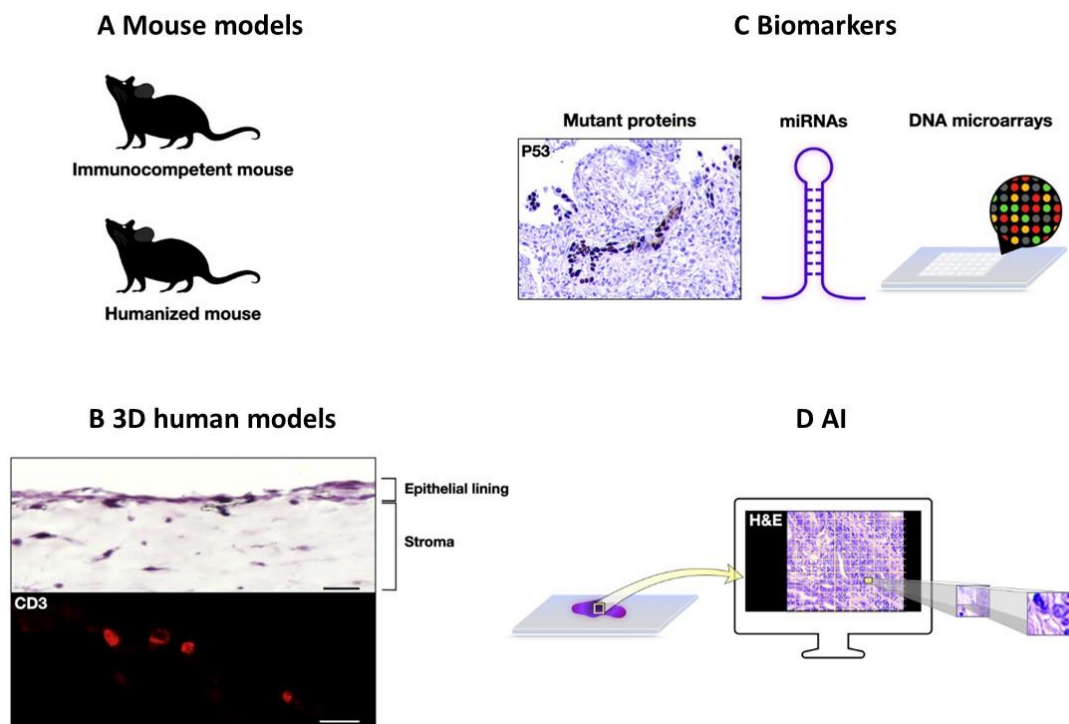 A Mouse models
Immunocompetent mouse
Humanized mouse
B 3D human models
Epithelial lining
Stroma
CD3
C Biomarkers
Mutant proteins
miRNAs
DNA microarrays
P53
D AI
H&E